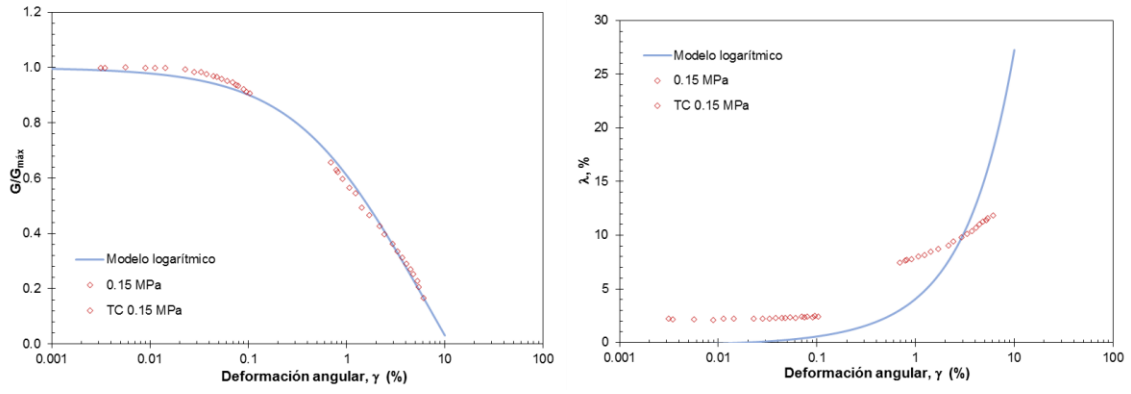 1.2
1.0
0.8
0.6
0.4
0.2
0.0
G/Gmáx
Modelo logarítmico
0.15 MPa
TC 0.15 MPa
0.001 0.01 0.1 1 10 100
Deformación angular, γ (%)
30
25
20
15
10
5
0
λ, %
Modelo logarítmico
0.15 MPa
TC 0.15 MPa
0.001 0.01 0.1 1 10 100
Deformación angular, γ (%)